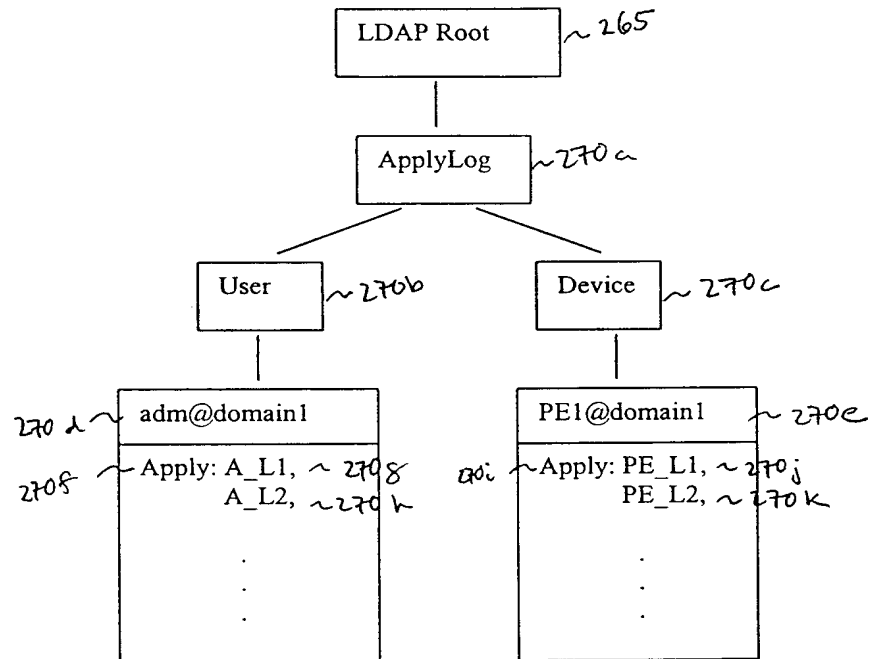 LDAP Root ~ 265
ApplyLog ~270a
User ~270b
Device ~ 270c
270d ~ adm@domain1
PE1@domain1 ~ 270e
270f ~ Apply: A_L1, ~ 270g
A_L2, ~270h
270i ~ Apply: PE_L1, ~270j
PE_L2, ~270k
.
.
.
.
.
.